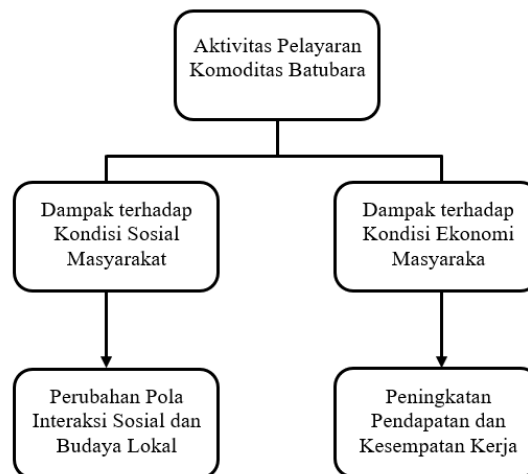 Aktivitas Pelayaran
Komoditas Batubara
Dampak terhadap
Kondisi Sosial
Masyarakat
Dampak terhadap
Kondisi Ekonomi
Masyaraka
Perubahan Pola
Interaksi Sosial dan
Budaya Lokal
Peningkatan
Pendapatan dan
Kesempatan Kerja